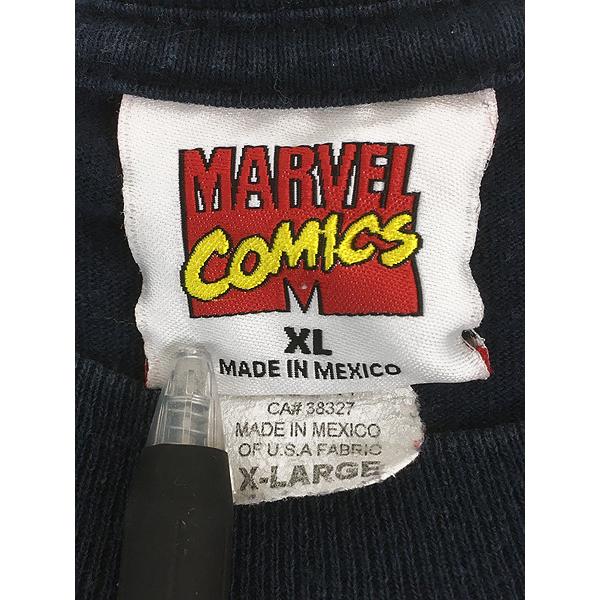 MARVEL
COMICS
XL
MADE IN MEXICO
CA# 38327
MADE IN MEXICO
OF U.S.A FABRIC
X-LARGE